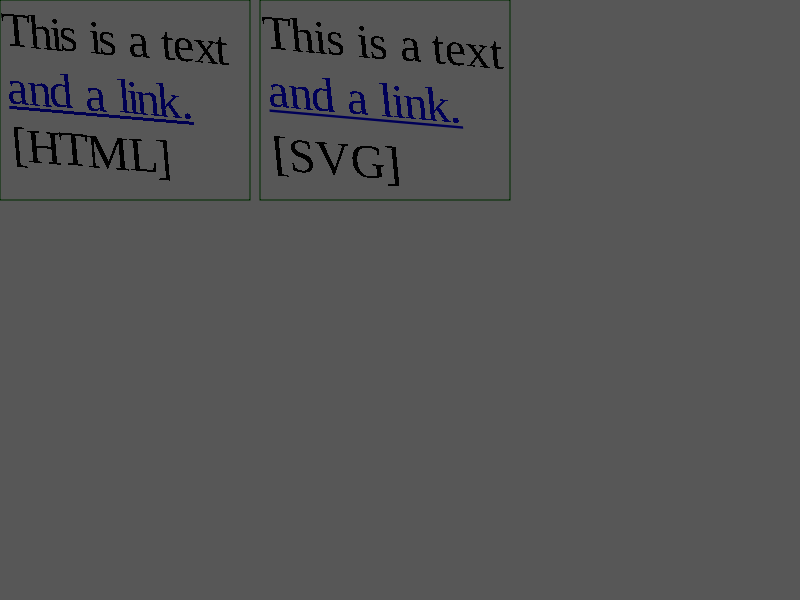 This is a text
and a link.
[HTML]
This is a text
and a link.
[SVG]